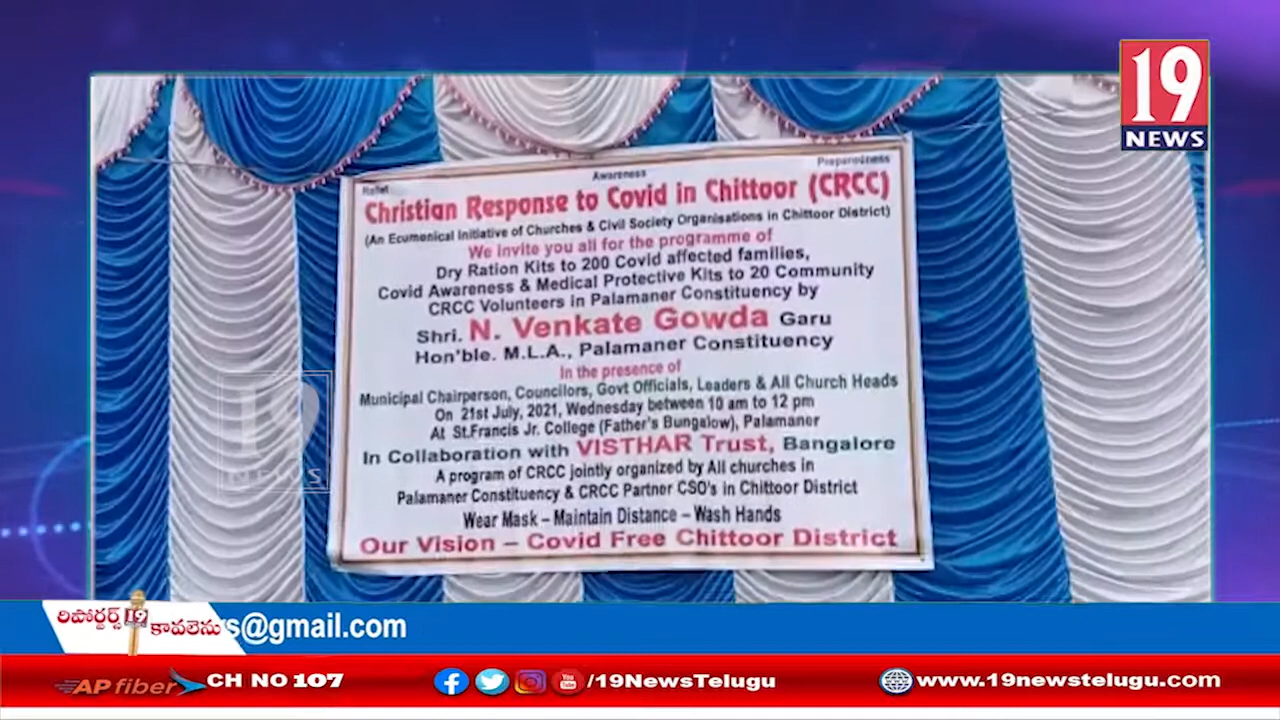 19
NEWS
Relief
Awareness
Preparedness
Christian Response to Covid in Chittoor (CRCC)
(An Ecumenical Initiative of Churches & Civil Society Organisations in Chittoor District)
We invite you all for the programme of
Dry Ration Kits to 200 Covid affected families,
Covid Awareness & Medical Protective Kits to 20 Community
CRCC Volunteers in Palamaner Constituency by
Shri. N. Venkate Gowda Garu
Hon'ble. M.L.A., Palamaner Constituency
In the presence of
Municipal Chairperson, Councilors, Govt Officials, Leaders & All Church Heads
On 21st July, 2021, Wednesday between 10 am to 12 pm
At St.Francis Jr. College (Father's Bungalow), Palamaner
In Collaboration with VISTHAR Trust, Bangalore
A program of CRCC jointly organized by All churches in
Palamaner Constituency & CRCC Partner CSO's in Chittoor District
Wear Mask – Maintain Distance – Wash Hands
Our Vision – Covid Free Chittoor District
19
NEWS
రిపోర్టర్స్ 19
కావలెను
s@gmail.com
AP fiber CH NO 107
You Tube /19NewsTelugu
www.19newstelugu.com